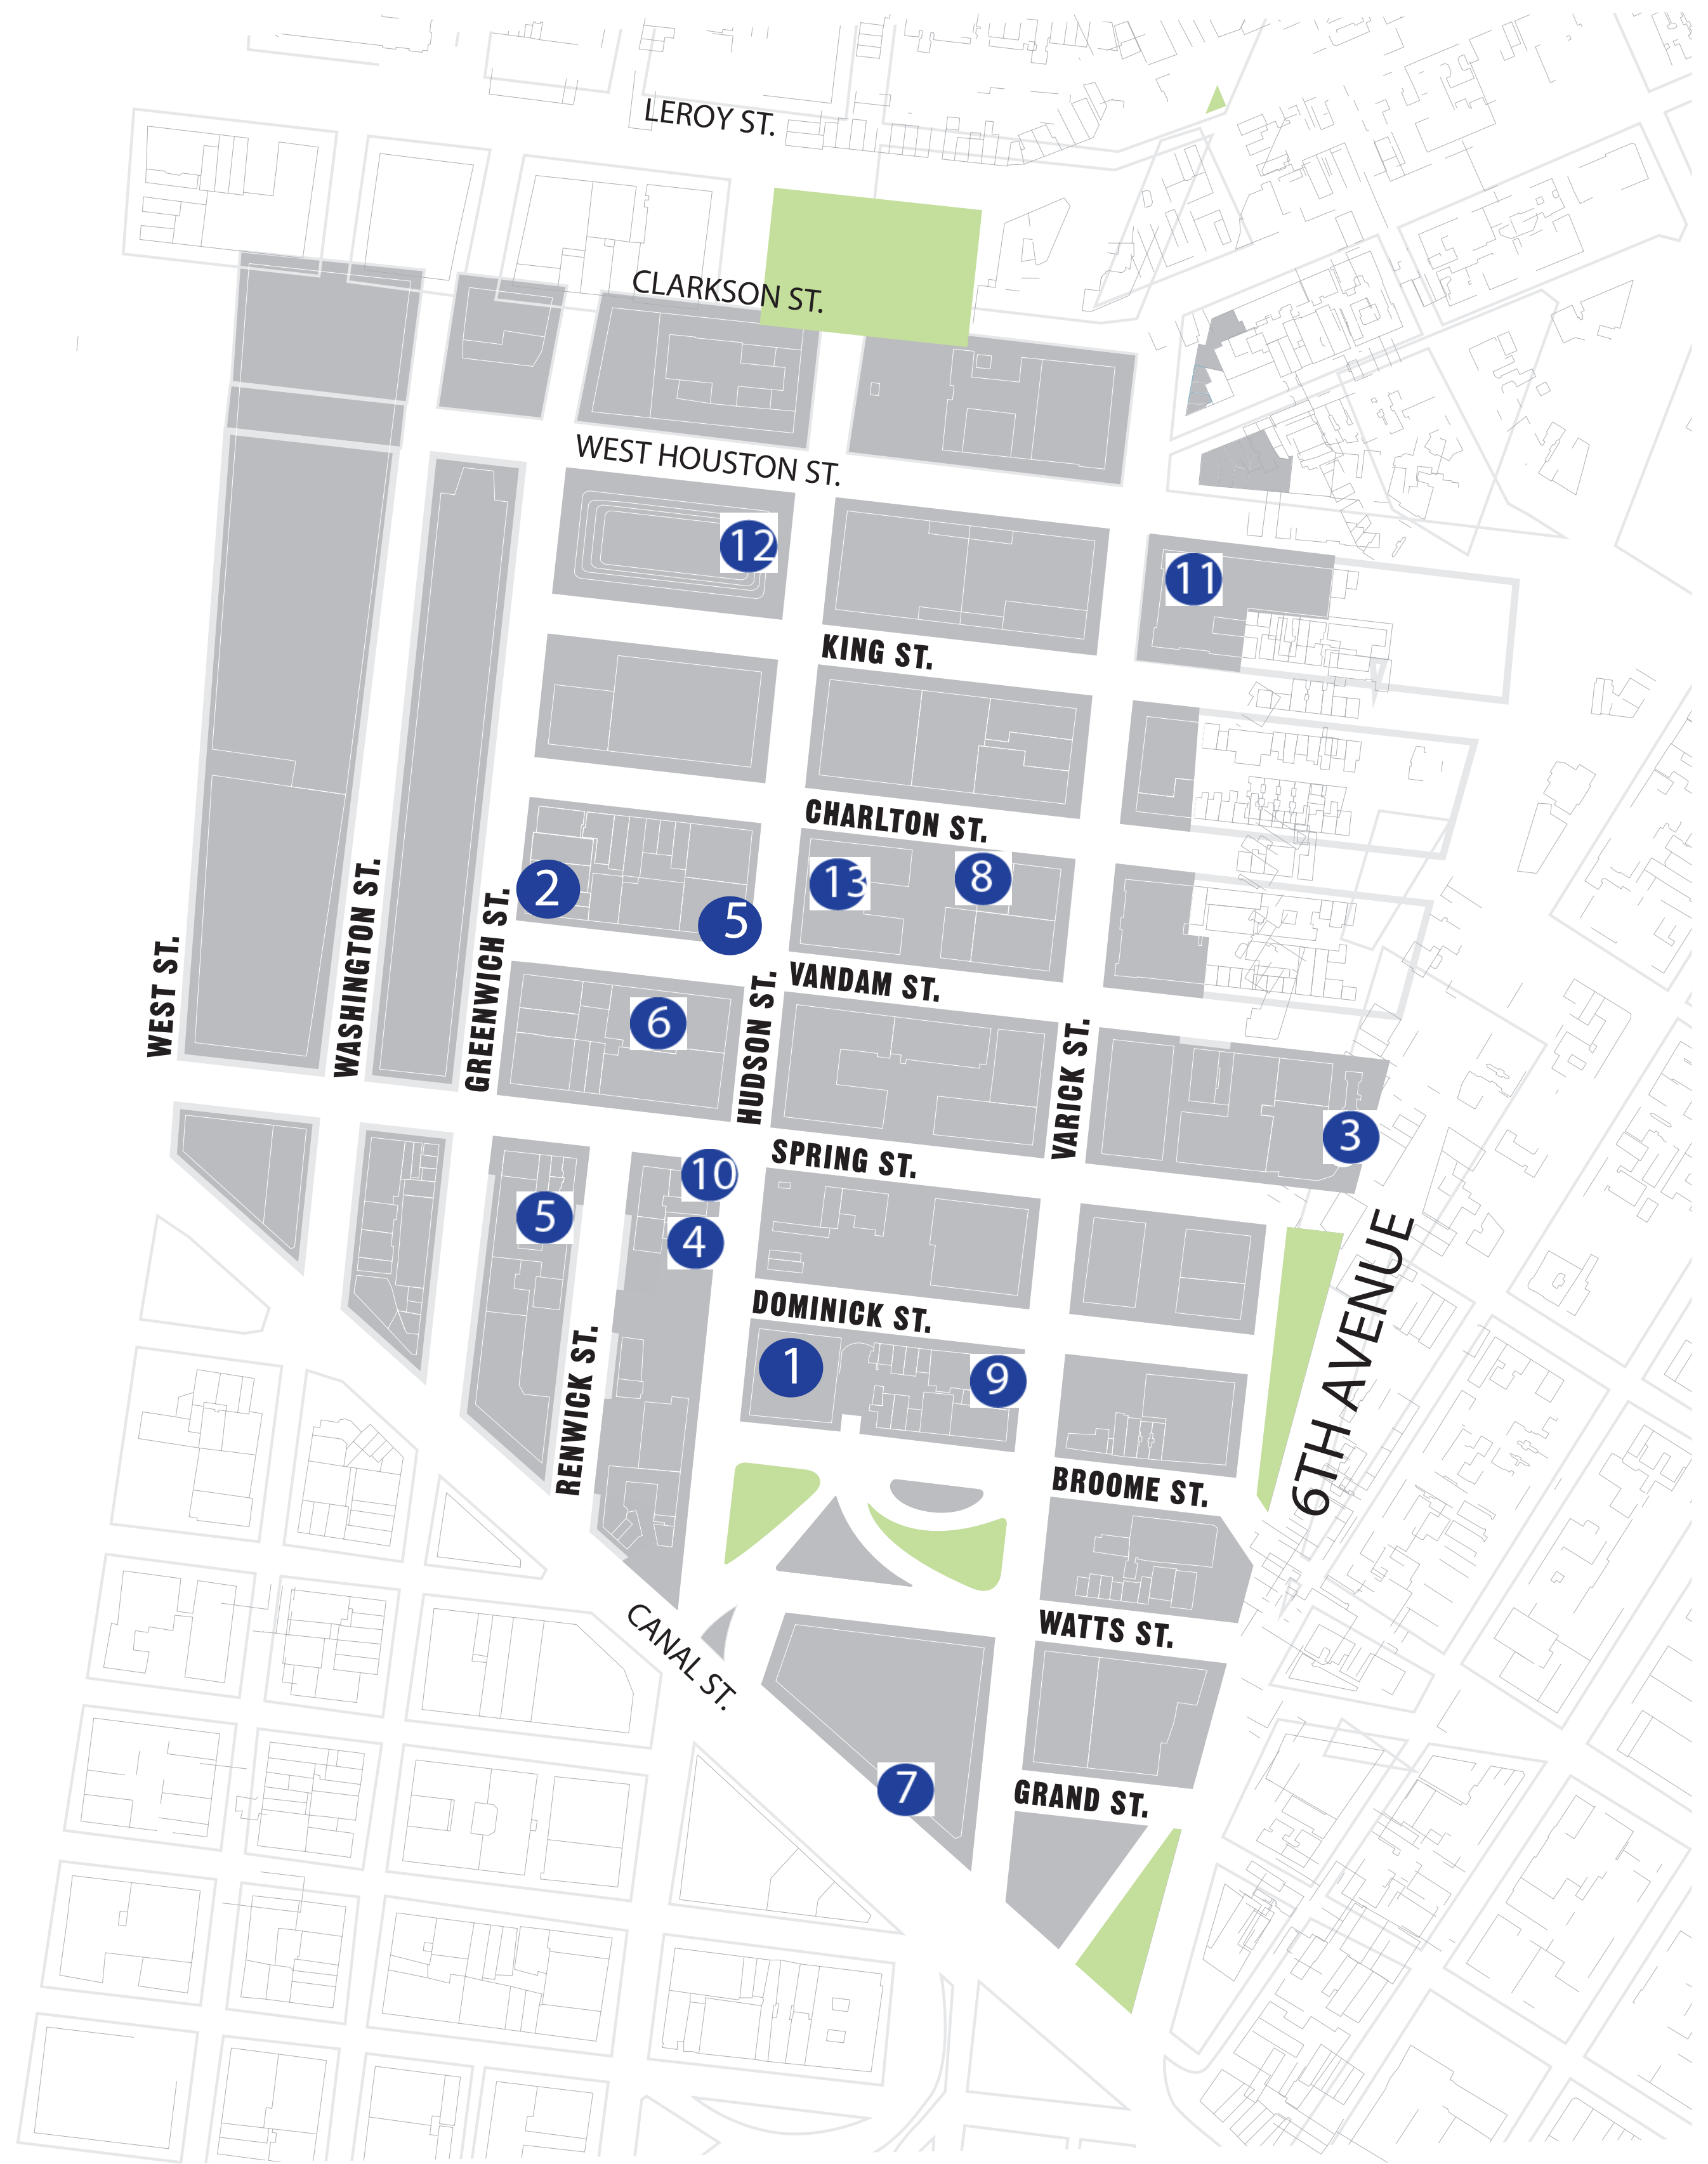 LEROY ST.
CLARKSON ST.
WEST HOUSTON ST.
12
11
KING ST.
CHARLTON ST.
2
13
8
5
WEST ST.
WASHINGTON ST.
GREENWICH ST.
HUDSON ST.
VANDAM ST.
6
VARICK ST.
3
SPRING ST.
10
5
4
6TH AVENUE
DOMINICK ST.
1
9
RENWICK ST.
BROOME ST.
CANAL ST.
WATTS ST.
7
GRAND ST.